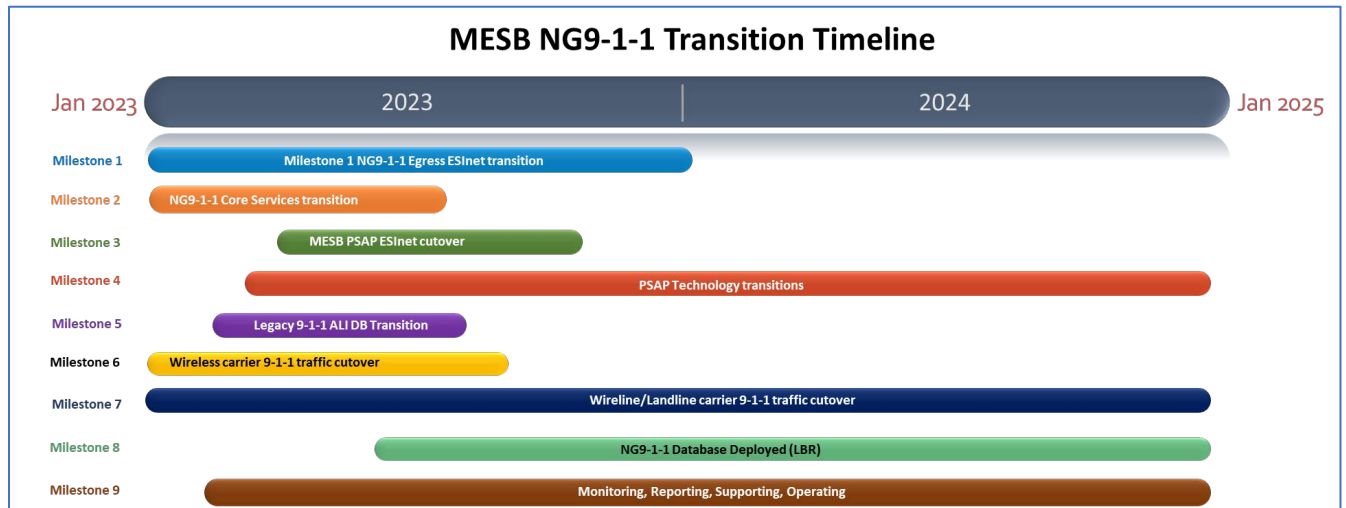 MESB NG9-1-1 Transition Timeline
Jan 2023 2023 2024 Jan 2025
Milestone 1 Milestone 1 NG9-1-1 Egress ESInet transition
Milestone 2 NG9-1-1 Core Services transition
Milestone 3 MESB PSAP ESInet cutover
Milestone 4 PSAP Technology transitions
Milestone 5 Legacy 9-1-1 ALI DB Transition
Milestone 6 Wireless carrier 9-1-1 traffic cutover
Milestone 7 Wireline/Landline carrier 9-1-1 traffic cutover
Milestone 8 NG9-1-1 Database Deployed (LBR)
Milestone 9 Monitoring, Reporting, Supporting, Operating